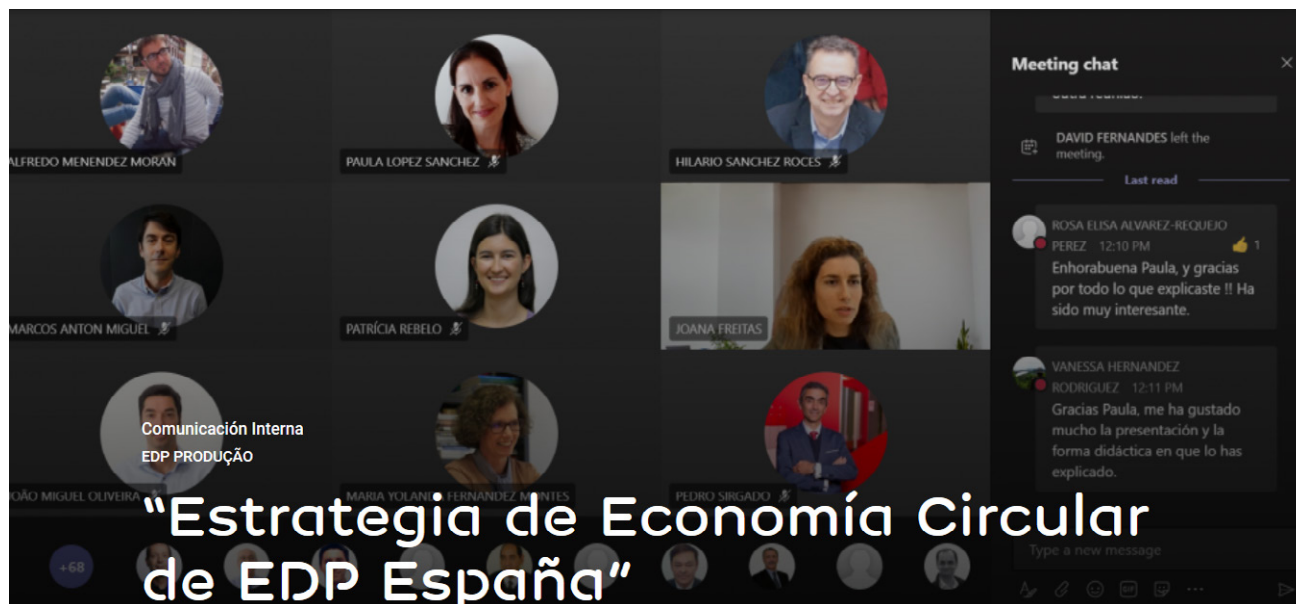 Meeting chat
outra reunião.
DAVID FERNANDES left the
meeting.
Last read
ROSA ELISA ALVAREZ-REQUEJO
PEREZ 12:10 PM 👍 1
Enhorabuena Paula, y gracias
por todo lo que explicaste !! Ha
sido muy interesante.
VANESSA HERNANDEZ
RODRIGUEZ 12:11 PM
Gracias Paula, me ha gustado
mucho la presentación y la
forma didáctica en que lo has
explicado.
Type a new message
GIF
ALFREDO MENENDEZ MORAN
PAULA LOPEZ SANCHEZ
HILARIO SANCHEZ ROCES
MARCOS ANTON MIGUEL
PATRÍCIA REBELO
JOANA FREITAS
JOÃO MIGUEL OLIVEIRA
MARIA YOLANDA FERNANDEZ MONTES
PEDRO SIRGADO
+68
Comunicación Interna
EDP PRODUÇÃO
“Estrategia de Economía Circular
de EDP España”